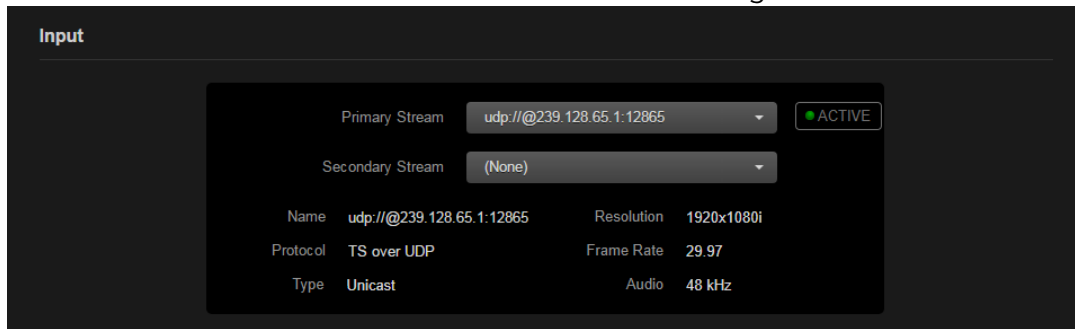 Input
Primary Stream udp://@239.128.65.1:12865 ACTIVE
Secondary Stream (None)
Name udp://@239.128.65.1:12865 Resolution 1920x1080i
Protocol TS over UDP Frame Rate 29.97
Type Unicast Audio 48 kHz